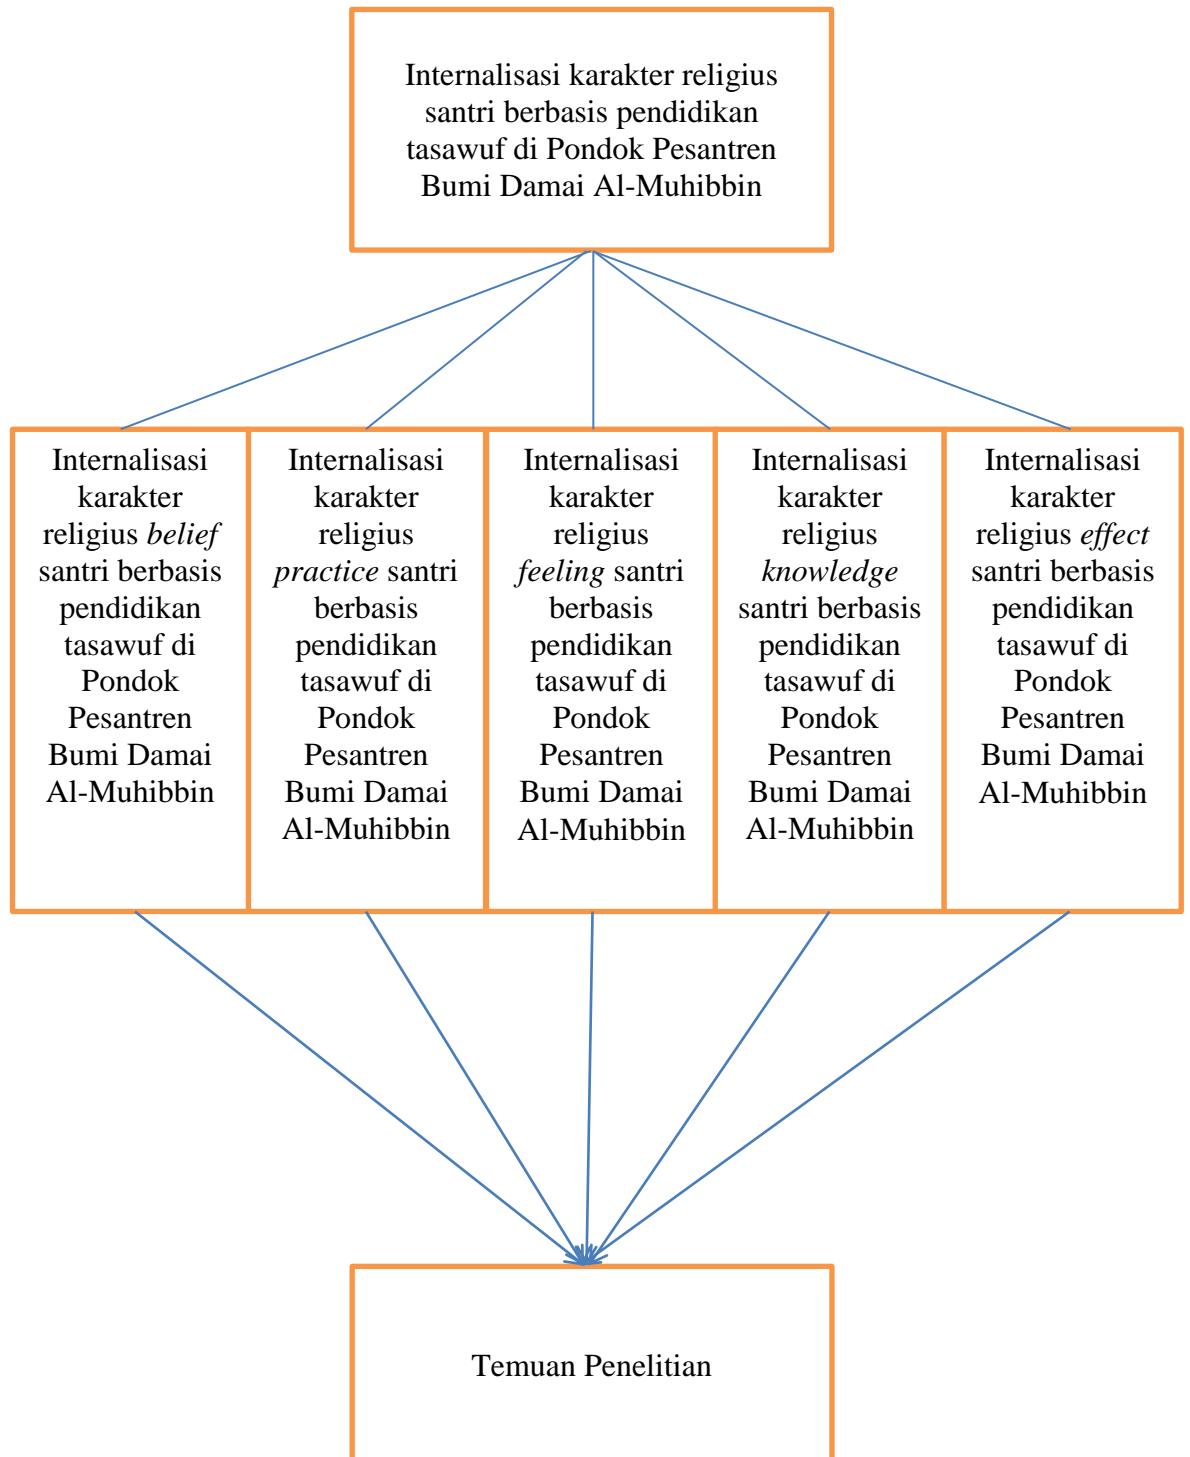 Internalisasi karakter religius
santri berbasis pendidikan
tasawuf di Pondok Pesantren
Bumi Damai Al-Muhibbin
Internalisasi
karakter
religius belief
santri berbasis
pendidikan
tasawuf di
Pondok
Pesantren
Bumi Damai
Al-Muhibbin
Internalisasi
karakter
religius
practice santri
berbasis
pendidikan
tasawuf di
Pondok
Pesantren
Bumi Damai
Al-Muhibbin
Internalisasi
karakter
religius
feeling santri
berbasis
pendidikan
tasawuf di
Pondok
Pesantren
Bumi Damai
Al-Muhibbin
Internalisasi
karakter
religius
knowledge
santri berbasis
pendidikan
tasawuf di
Pondok
Pesantren
Bumi Damai
Al-Muhibbin
Internalisasi
karakter
religius effect
santri berbasis
pendidikan
tasawuf di
Pondok
Pesantren
Bumi Damai
Al-Muhibbin
Temuan Penelitian